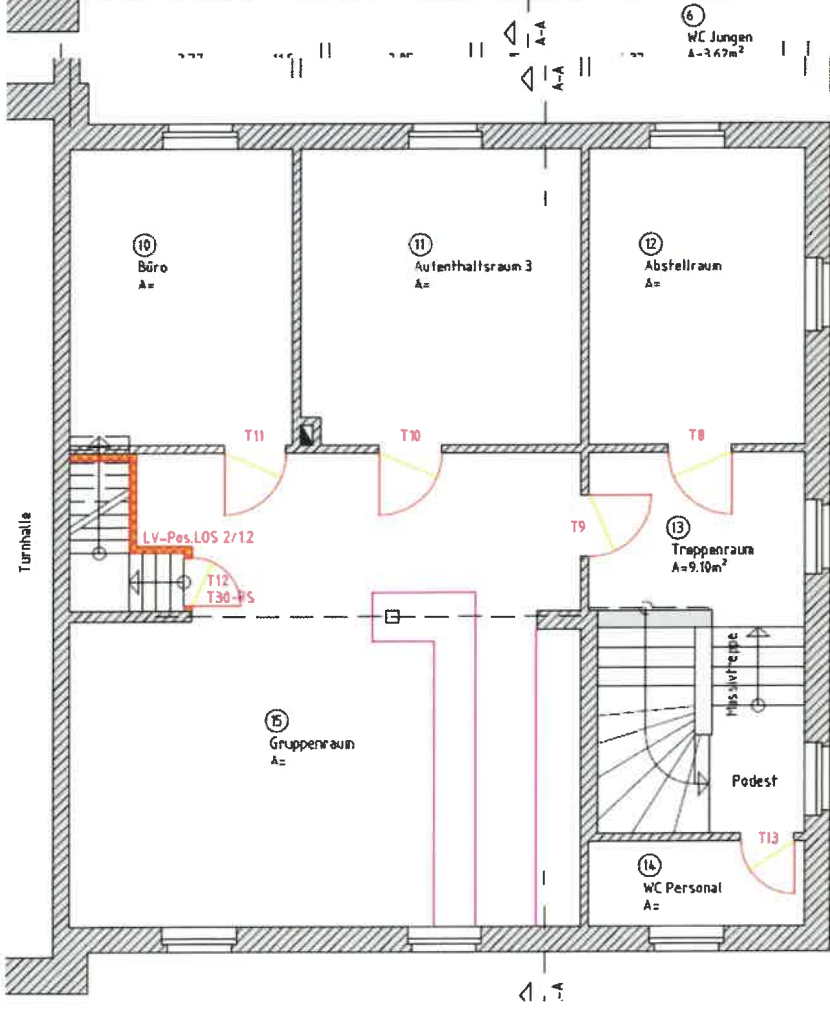 6
WC Jungen
A=3.67m²
A-A
A-A
10
Büro
A=
11
Aufenthaltsraum 3
A=
12
Abstellraum
A=
T11
T10
T8
Turnhalle
LV-Pos.LOS 2/12
T12
T30-RS
T9
13
Treppenraum
A=9.10m²
Massivtreppe
15
Gruppenraum
A=
Podest
T13
14
WC Personal
A=